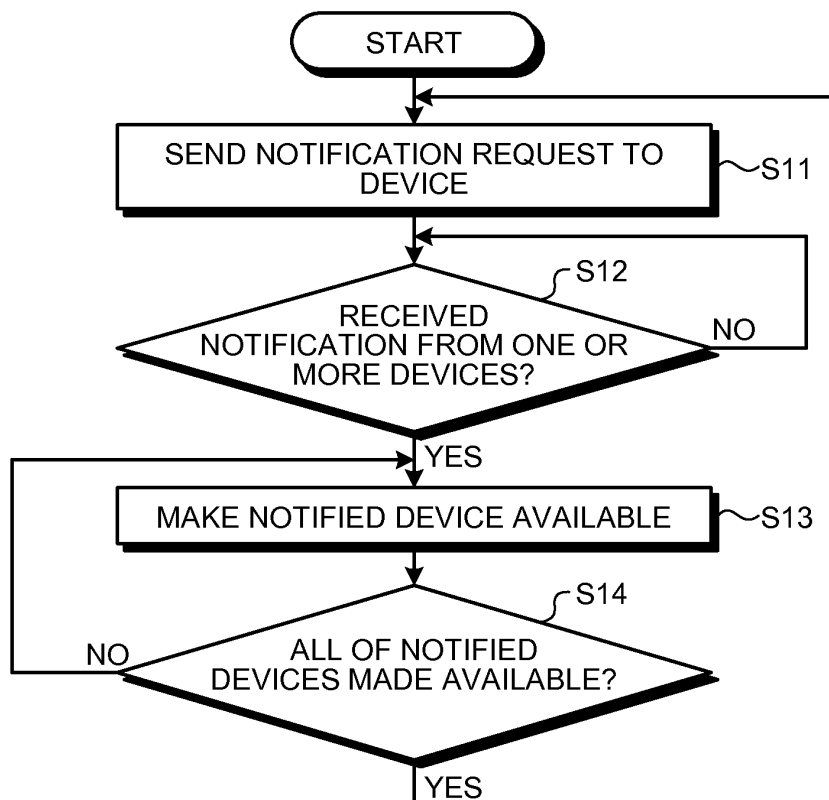 START
SEND NOTIFICATION REQUEST TO
DEVICE
S11
S12
RECEIVED
NOTIFICATION FROM ONE OR
MORE DEVICES?
NO
YES
MAKE NOTIFIED DEVICE AVAILABLE
S13
S14
NO
ALL OF NOTIFIED
DEVICES MADE AVAILABLE?
YES